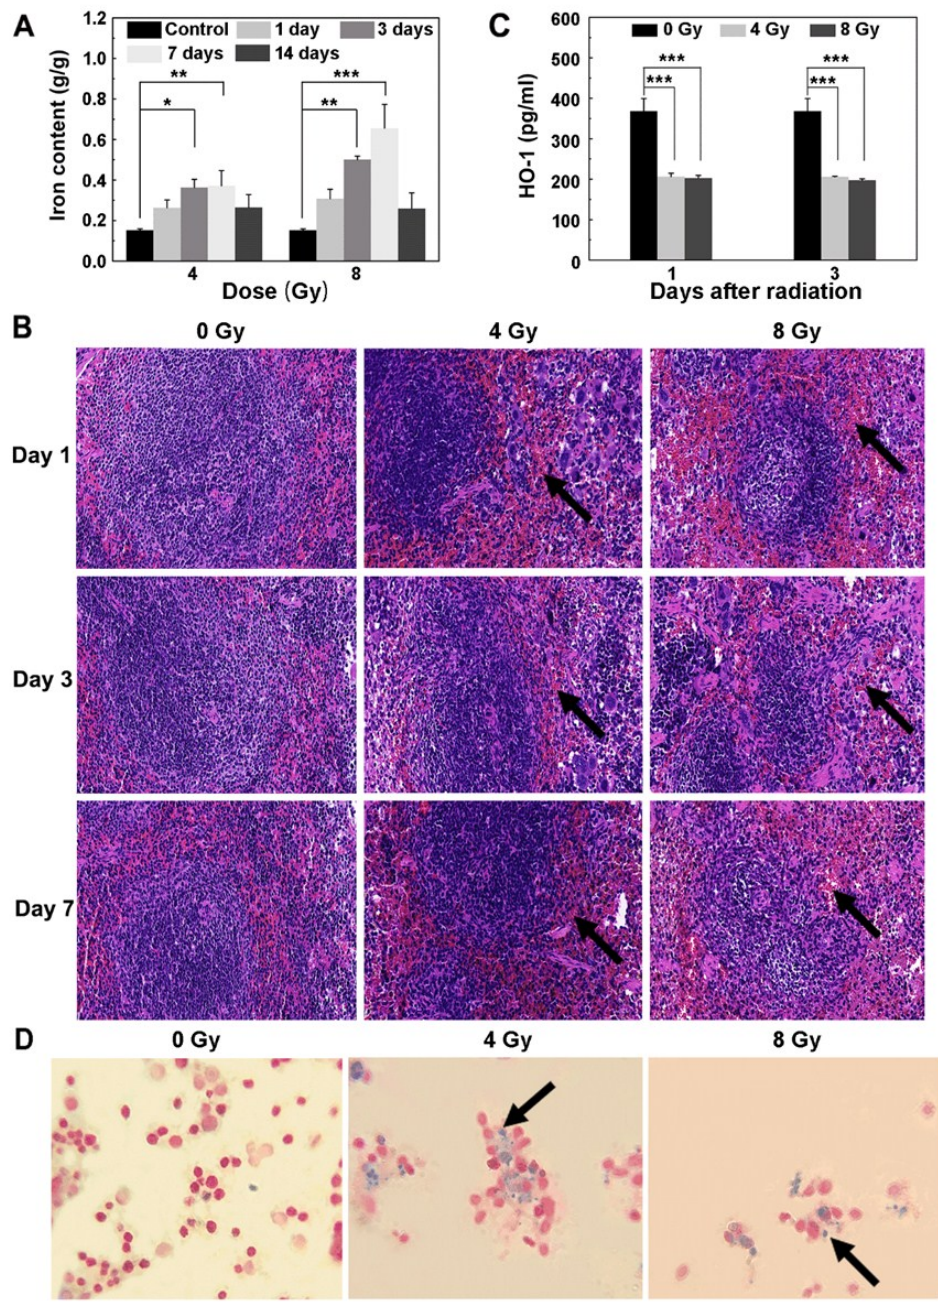 A
Iron content (g/g)
1.2
1.0
0.8
0.6
0.4
0.2
0.0
Control 1 day 3 days
7 days 14 days
** ***
* **
4 8
Dose (Gy)
C
HO-1 (pg/ml)
600
500
400
300
200
100
0
0 Gy 4 Gy 8 Gy
*** ***
*** ***
1 3
Days after radiation
B
0 Gy 4 Gy 8 Gy
Day 1
Day 3
Day 7
D
0 Gy 4 Gy 8 Gy